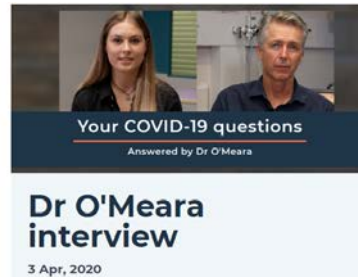 Your COVID-19 questions
Answered by Dr O'Meara
Dr O'Meara
interview
3 Apr, 2020